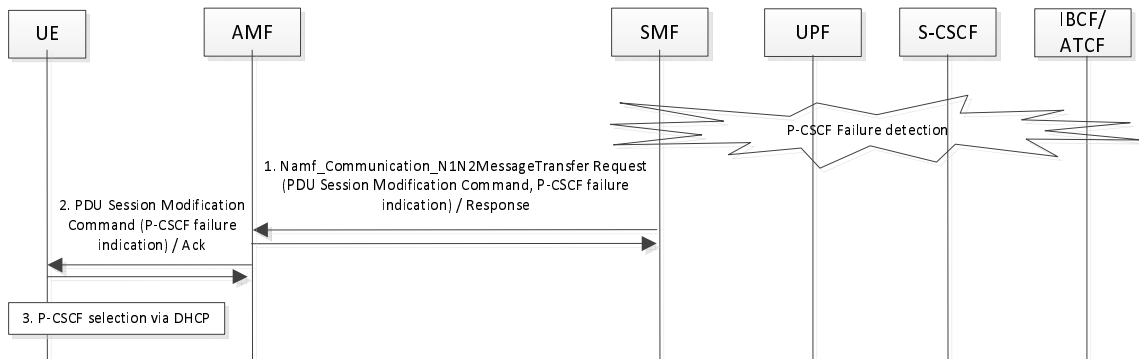 UE
AMF
SMF
UPF
S-CSCF
IBCF/
ATCF
P-CSCF Failure detection
1. Namf_Communication_N1N2MessageTransfer Request
(PDU Session Modification Command, P-CSCF failure
indication) / Response
2. PDU Session Modification
Command (P-CSCF failure
indication) / Ack
3. P-CSCF selection via DHCP